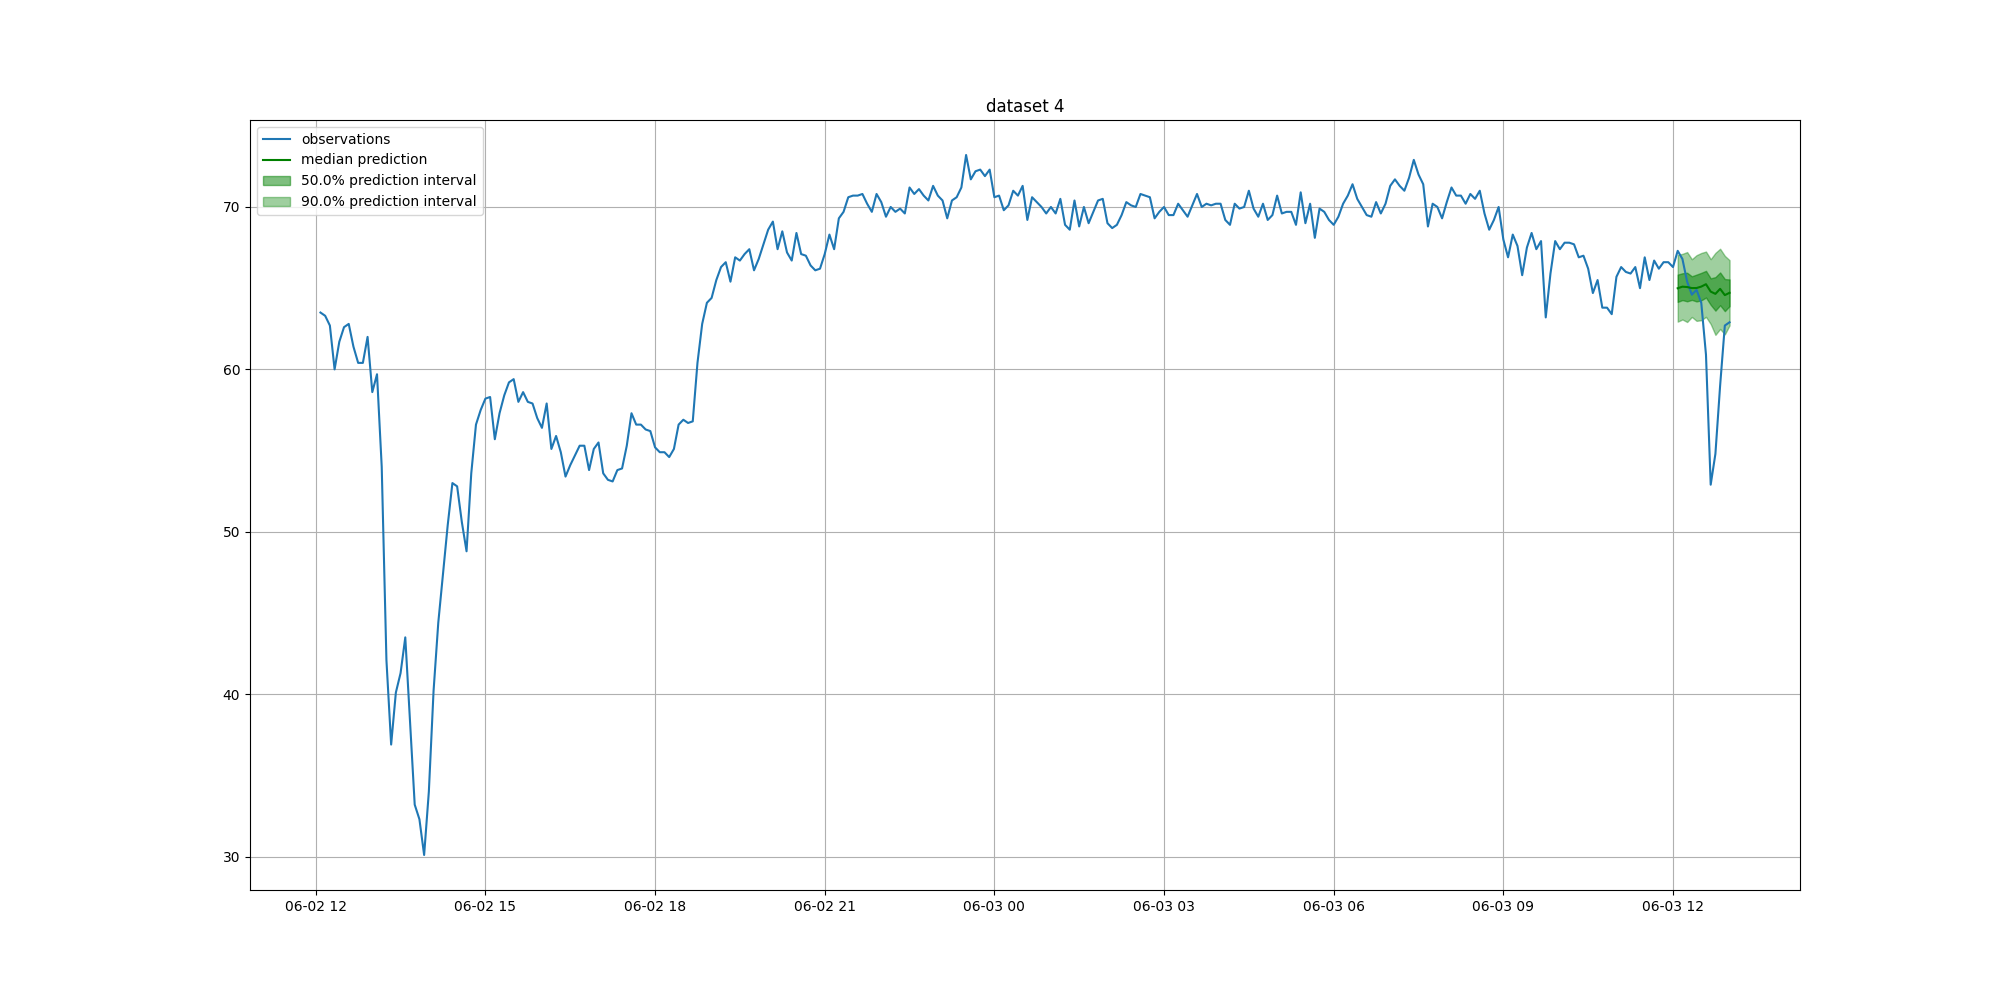 dataset 4
observations
median prediction
50.0% prediction interval
90.0% prediction interval
70
60
50
40
30
06-02 12
06-02 15
06-02 18
06-02 21
06-03 00
06-03 03
06-03 06
06-03 09
06-03 12